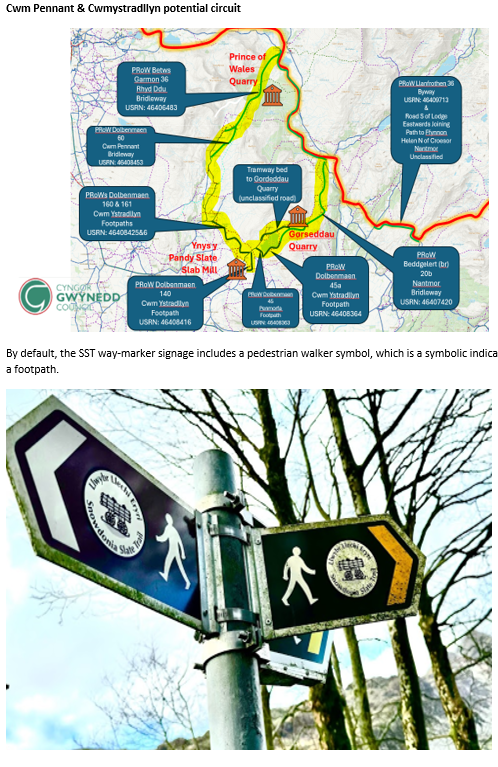 Cwm Pennant & Cwmystradllyn potential circuit
Prince of
Wales
Quarry
PRoW Betws
Garmon 36
Rhyd Ddu
Bridleway
USRN: 46406483
PRoW Llanfrothen 36
Byway
USRN: 46409713
&
Road S of Lodge
Eastwards Joining
Path to Ffynnon
Helen N of Croesor
Nantmor
Unclassified
PRoW Dolbenmaen
60
Cwm Pennant
Bridleway
USRN: 46408453
Tramway bed
to Gordeddau
Quarry
(unclassified road)
PRoWs Dolbenmaen
160 & 161
Cwm Ystradllyn
Footpaths
USRN: 46408425&6
Gorseddau
Quarry
Ynysy
Pandy Slate
Slab Mill
PRoW
Beddgelert (br)
20b
Nantmor
Bridleway
USRN: 46407420
PRoW
Dolbenmaen
45a
Cwm Ystradllyn
Footpath
USRN: 46408364
PRoW Dolbenmaen
140
Cwm Ystradllyn
Footpath
USRN: 46408416
PRoW Dolbenmaen
45
Penmorfa
Footpath
USRN: 46408363
CYNGOR
GWYNEDD
COUNCIL
By default, the SST way-marker signage includes a pedestrian walker symbol, which is a symbolic indica
a footpath.
Llwybr Llechi Eryri
Snowdonia Slate Trail
Llwybr Llechi Eryri
Snowdonia Slate Trail